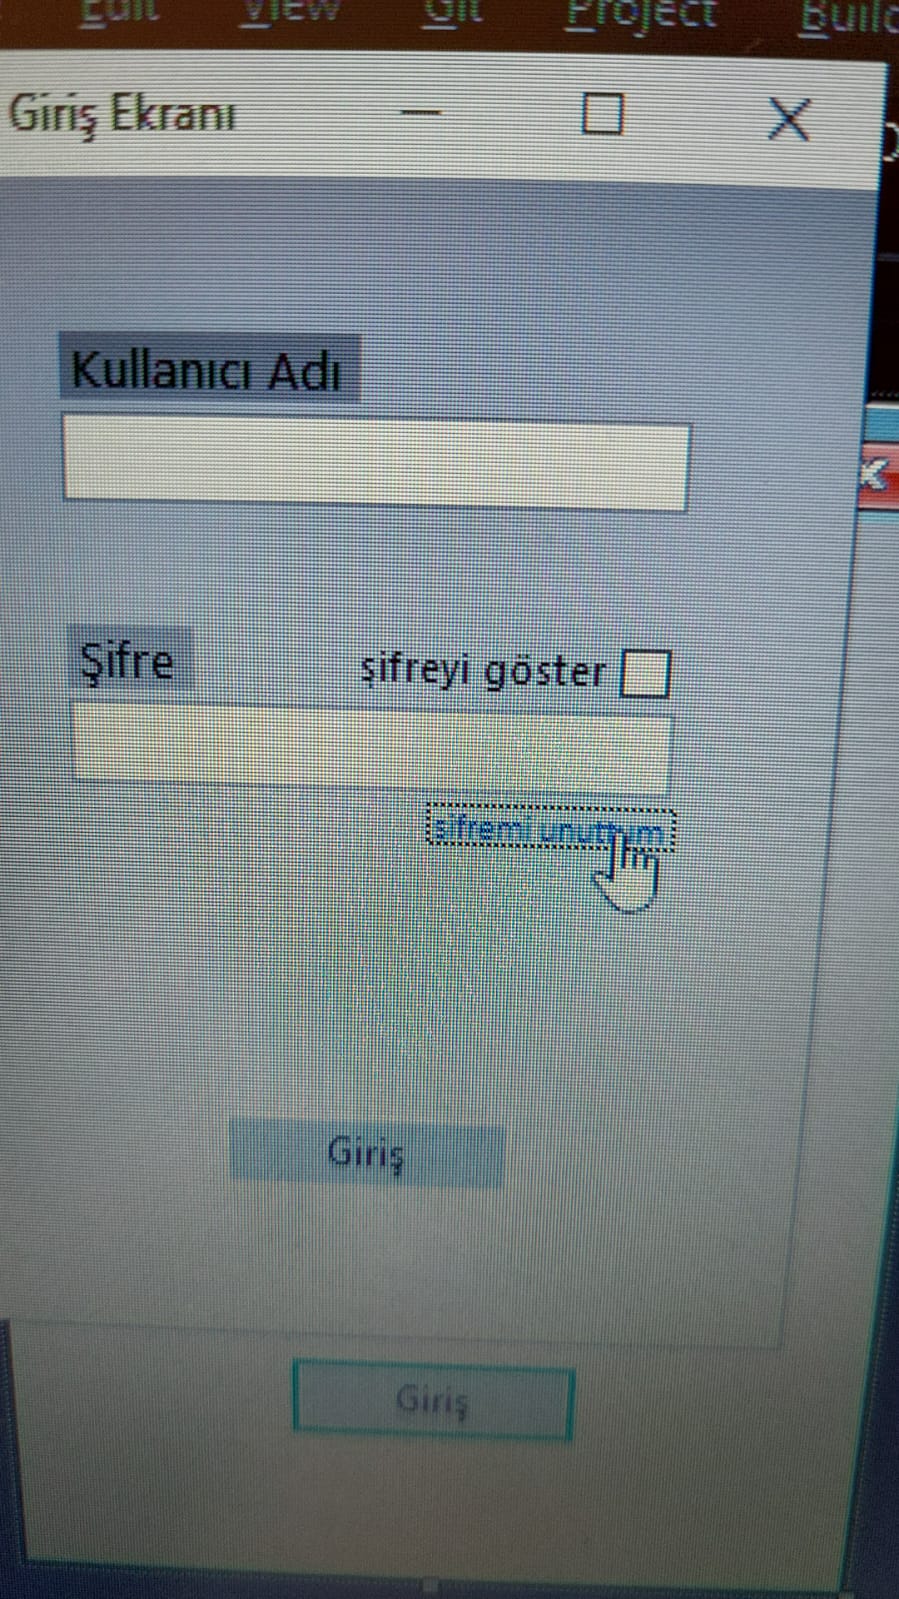 Edit View Git Project Build
Giriş Ekranı
Kullanıcı Adı
Şifre şifreyi göster
şifremi unuttum
Giriş
Giriş